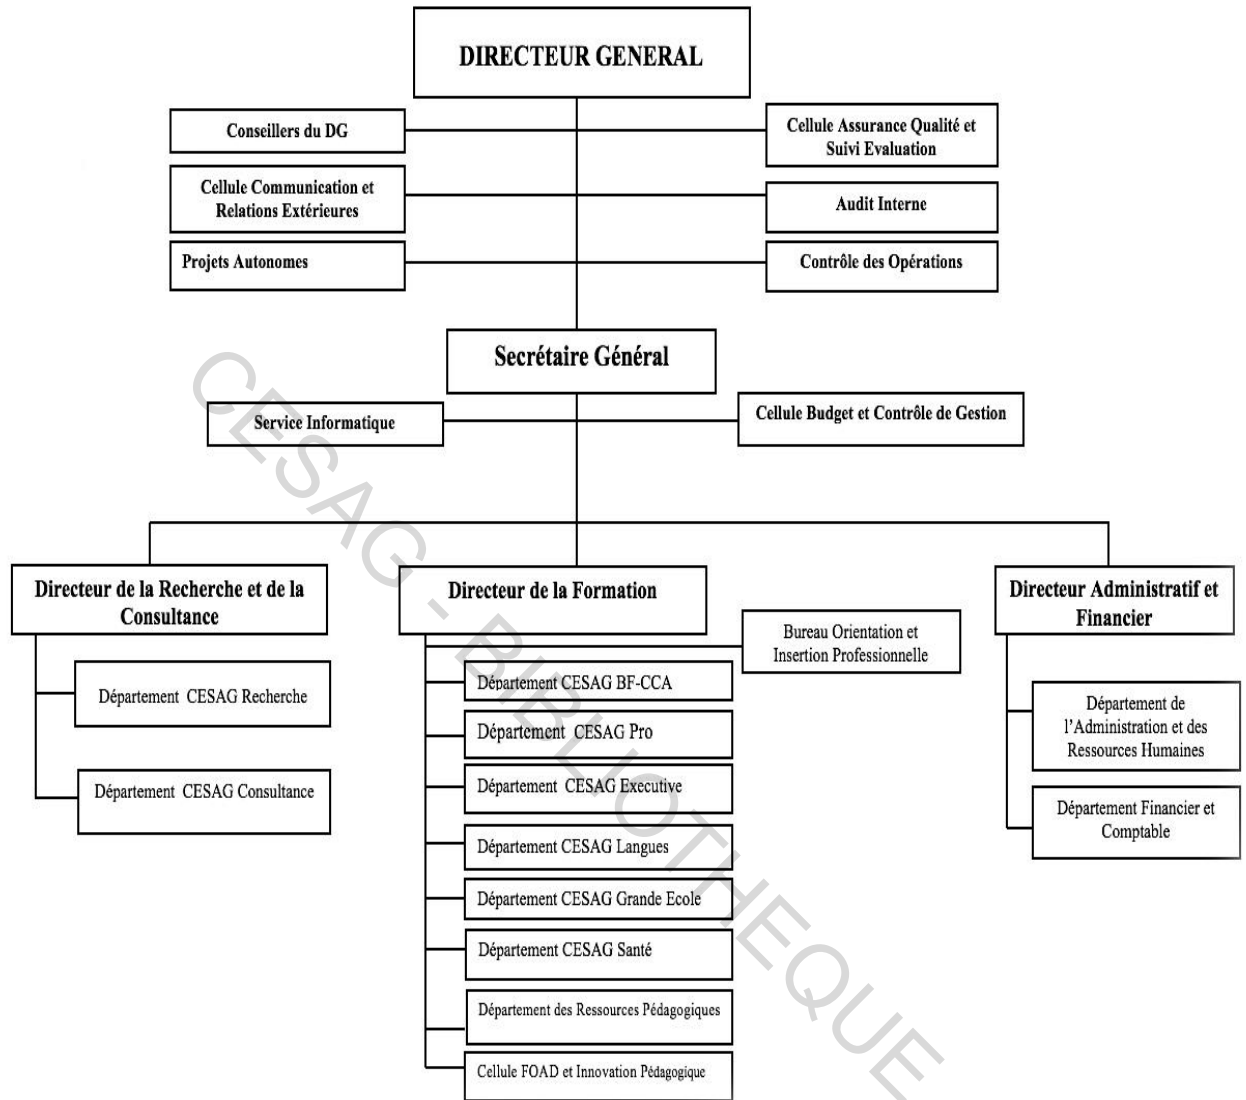 DIRECTEUR GENERAL
Conseillers du DG
Cellule Assurance Qualité et
Suivi Evaluation
Cellule Communication et
Relations Extérieures
Audit Interne
Projets Autonomes
Contrôle des Opérations
Secrétaire Général
Service Informatique
Cellule Budget et Contrôle de Gestion
Directeur de la Recherche et de la
Consultance
Département CESAG Recherche
Département CESAG Consultance
Directeur de la Formation
Bureau Orientation et
Insertion Professionnelle
Département CESAG BF-CCA
Département CESAG Pro
Département CESAG Executive
Département CESAG Langues
Département CESAG Grande Ecole
Département CESAG Santé
Département des Ressources Pédagogiques
Cellule FOAD et Innovation Pédagogique
Directeur Administratif et
Financier
Département de
l'Administration et des
Ressources Humaines
Département Financier et
Comptable
CESAG - BIBLIOTHEQUE